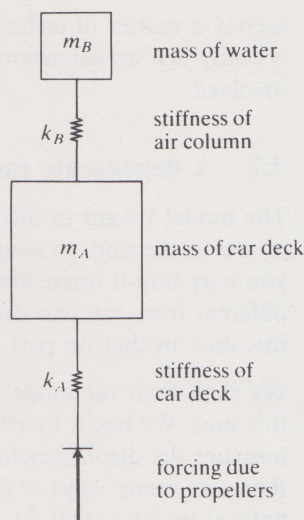 m_B
mass of water
k_B
stiffness of
air column
m_A
mass of car deck
k_A
stiffness of
car deck
forcing due
to propellers